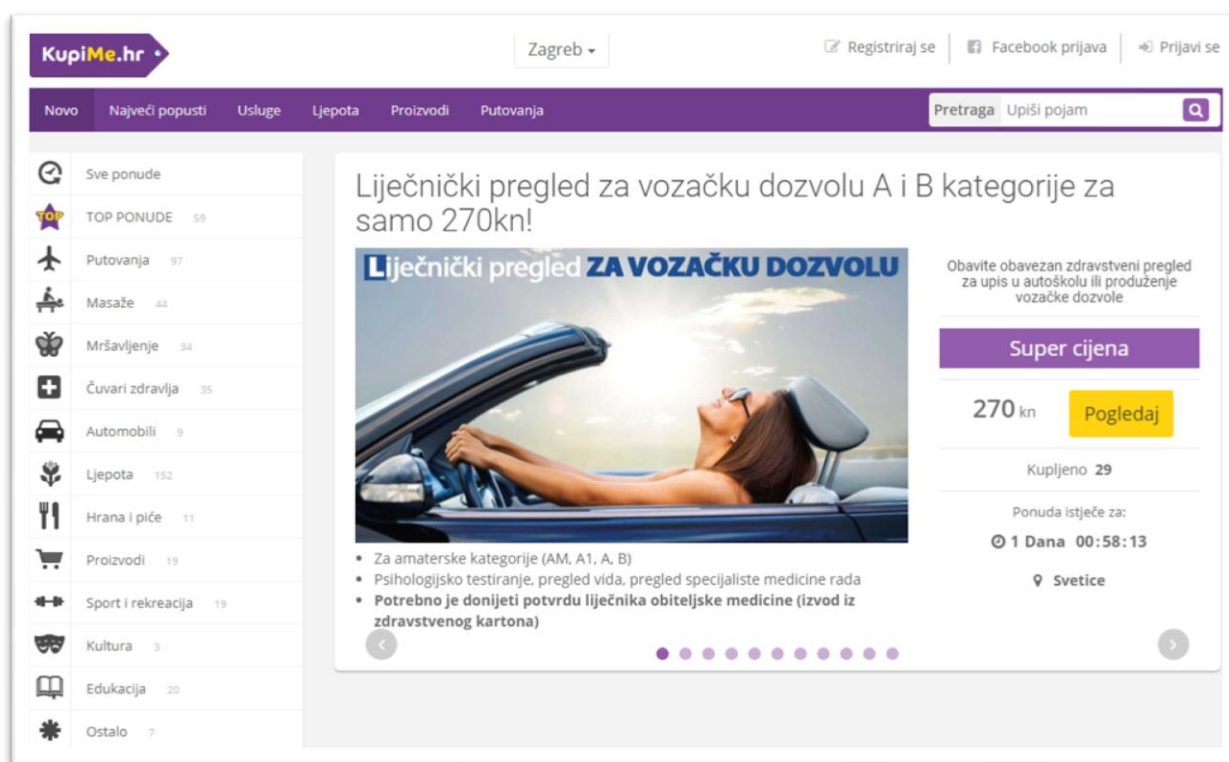 KupiMe.hr
Zagreb
Registriraj se
Facebook prijava
Prijavi se
Novo Najveći popusti Usluge Ljepota Proizvodi Putovanja
Pretraga Upiši pojam
Sve ponude
TOP
TOP PONUDE 59
Putovanja 97
Masaže 44
Mršavljenje 34
Čuvari zdravlja 35
Automobili 9
Ljepota 152
Hrana i piće 11
Proizvodi 19
Sport i rekreacija 19
Kultura 3
Edukacija 20
Ostalo 7
Liječnički pregled za vozačku dozvolu A i B kategorije za
samo 270kn!
Liječnički pregled ZA VOZAČKU DOZVOLU
• Za amaterske kategorije (AM, A1, A, B)
• Psihologijsko testiranje, pregled vida, pregled specijaliste medicine rada
• Potrebno je donijeti potvrdu liječnika obiteljske medicine (izvod iz
zdravstvenog kartona)
Obavite obavezan zdravstveni pregled
za upis u autoškolu ili produženje
vozačke dozvole
Super cijena
270 kn
Pogledaj
Kupljeno 29
Ponuda istječe za:
1 Dana 00:58:13
Svetice